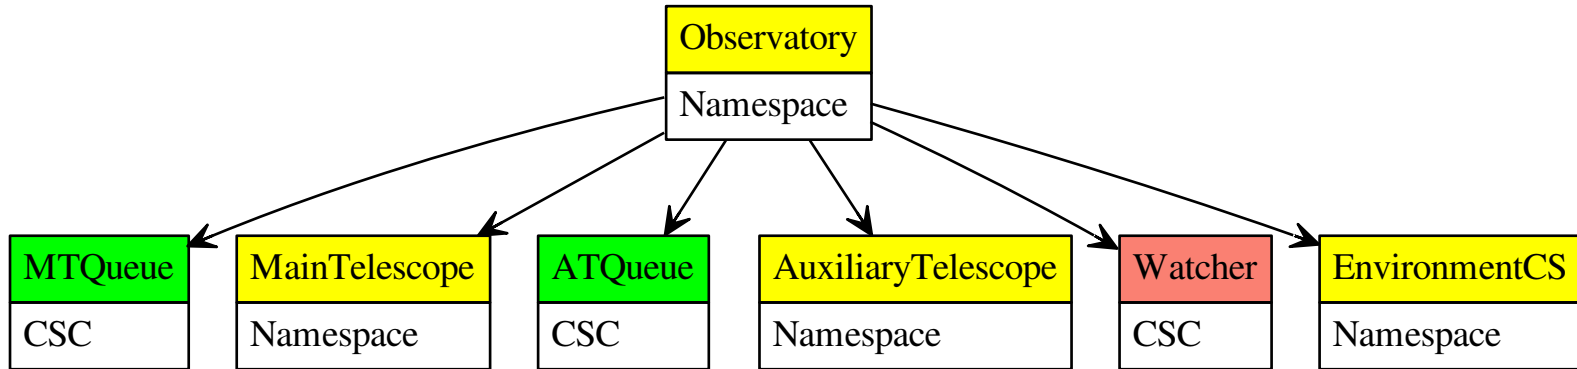 Observatory
Namespace
MTQueue
CSC
MainTelescope
Namespace
ATQueue
CSC
AuxiliaryTelescope
Namespace
Watcher
CSC
EnvironmentCS
Namespace